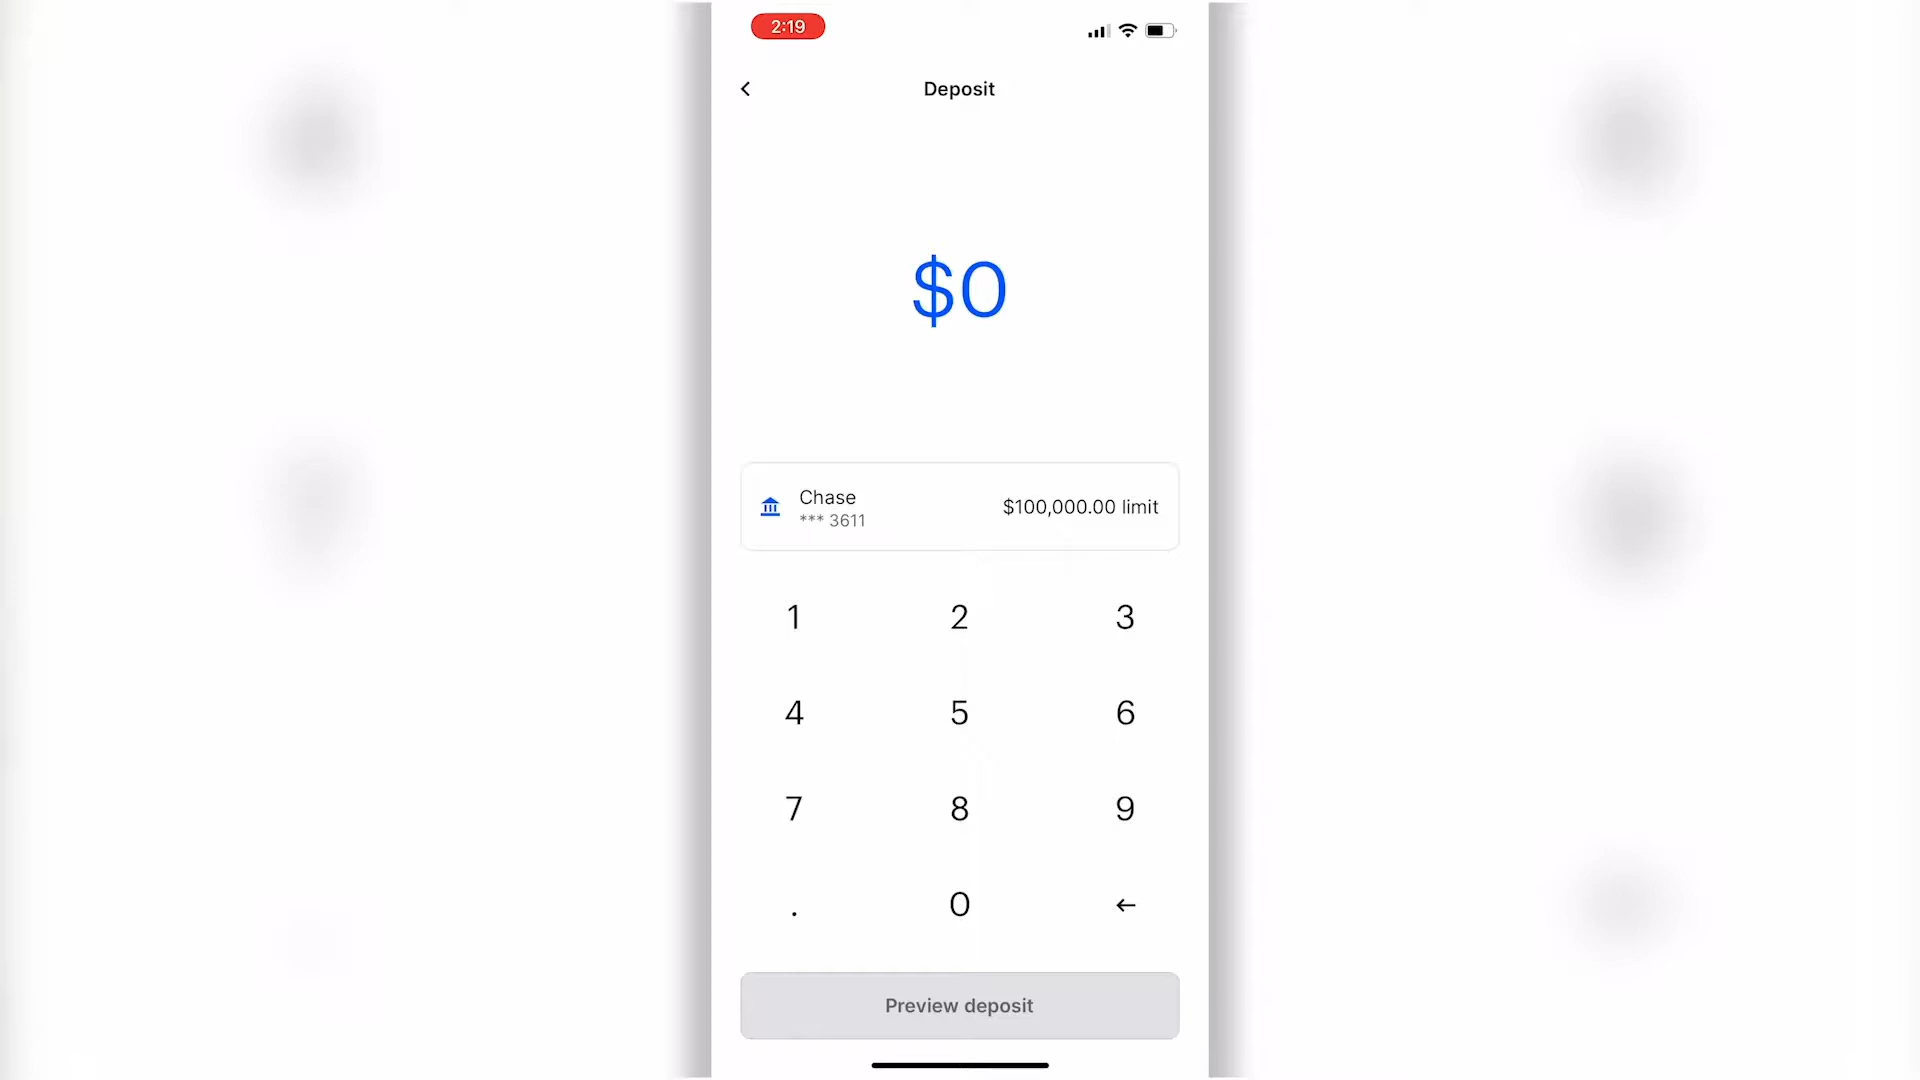 2:19
Deposit
$0
Chase
$100,000.00 limit
*** 3611
1 2 3
4 5 6
7 8 9
. 0 ←
Preview deposit